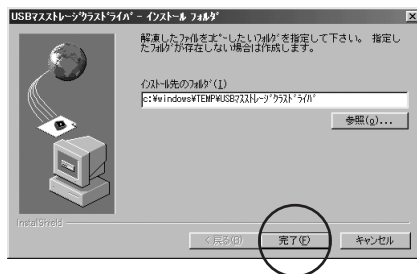 USBﾏｽｽﾄﾚｰｼﾞｸﾗｽﾄﾞﾗｲﾊﾞ - ｲﾝｽﾄｰﾙ ﾌｫﾙﾀﾞ
解凍したﾌｧｲﾙをｺﾋﾟｰしたいﾌｫﾙﾀﾞを指定して下さい。 指定し
たﾌｫﾙﾀﾞが存在しない場合は作成します。
ｲﾝｽﾄｰﾙ先のﾌｫﾙﾀﾞ(I)
c:¥windows¥TEMP¥USBﾏｽｽﾄﾚｰｼﾞｸﾗｽﾄﾞﾗｲﾊﾞ
参照(o)...
InstallShield
< 戻る(B)
完了(F)
キャンセル